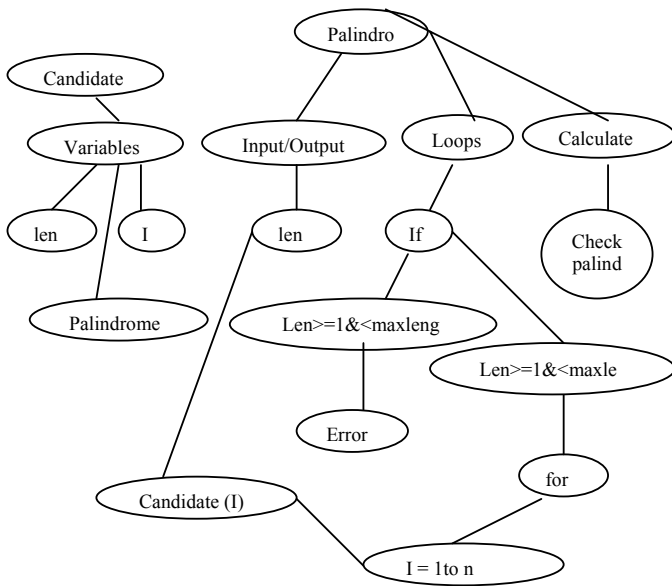 Palindro
Candidate
Variables
Input/Output
Loops
Calculate
len
I
len
If
Check
palind
Palindrome
Len>=1&<maxleng
Len>=1&<maxle
Error
for
Candidate (I)
I = 1to n